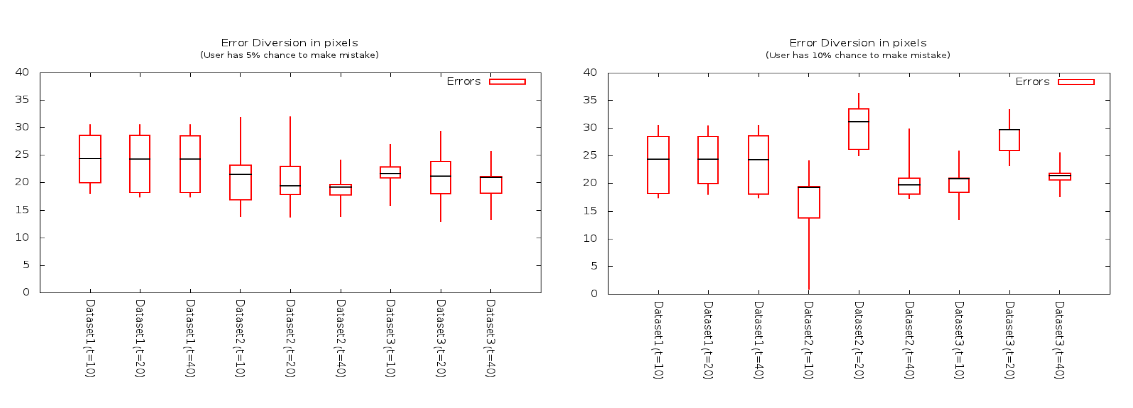 Error Diversion in pixels
(User has 5% chance to make mistake)
Errors
40
35
30
25
20
15
10
5
0
Dataset1 (t=10)
Dataset1 (t=20)
Dataset1 (t=40)
Dataset2 (t=10)
Dataset2 (t=20)
Dataset2 (t=40)
Dataset3 (t=10)
Dataset3 (t=20)
Dataset3 (t=40)
Error Diversion in pixels
(User has 10% chance to make mistake)
Errors
40
35
30
25
20
15
10
5
0
Dataset1 (t=10)
Dataset1 (t=20)
Dataset1 (t=40)
Dataset2 (t=10)
Dataset2 (t=20)
Dataset2 (t=40)
Dataset3 (t=10)
Dataset3 (t=20)
Dataset3 (t=40)